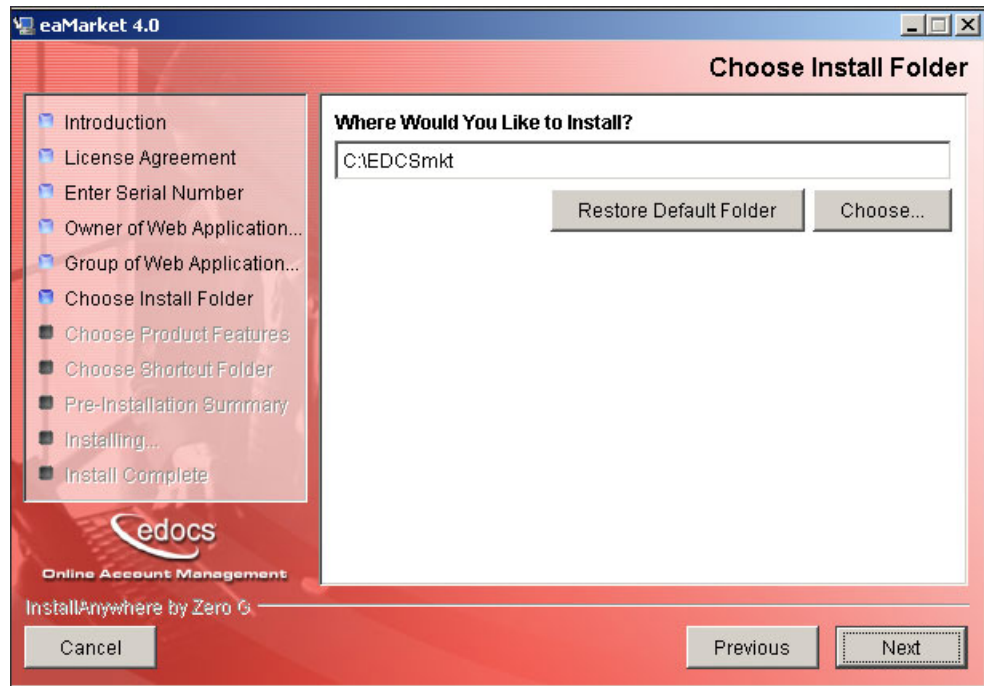 eaMarket 4.0
Choose Install Folder
Introduction
License Agreement
Enter Serial Number
Owner of Web Application...
Group of Web Application...
Choose Install Folder
Choose Product Features
Choose Shortcut Folder
Pre-Installation Summary
Installing...
Install Complete
Where Would You Like to Install?
C:\EDCSmkt
Restore Default Folder
Choose...
edocs
Online Account Management
InstallAnywhere by Zero G
Cancel
Previous
Next